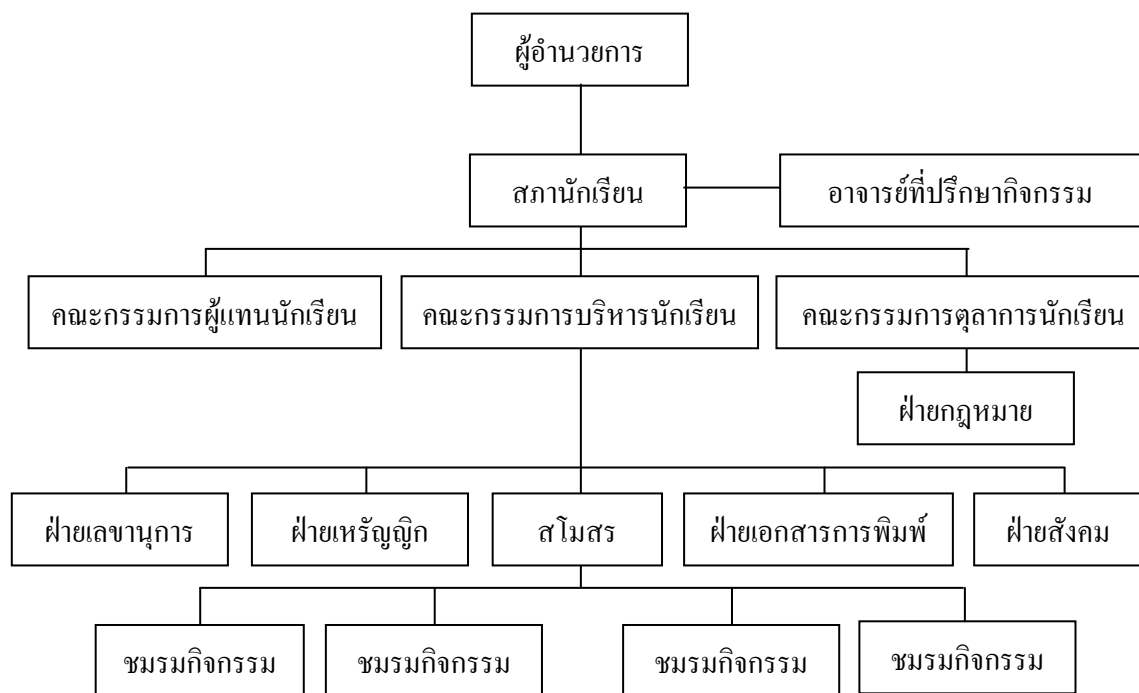 ผู้อำนวยการ
สภานักเรียน
อาจารย์ที่ปรึกษากิจกรรม
คณะกรรมการผู้แทนนักเรียน
คณะกรรมการบริหารนักเรียน
คณะกรรมการตุลาการนักเรียน
ฝ่ายกฎหมาย
ฝ่ายเลขานุการ
ฝ่ายเหรัญญิก
สโมสร
ฝ่ายเอกสารการพิมพ์
ฝ่ายสังคม
ชมรมกิจกรรม
ชมรมกิจกรรม
ชมรมกิจกรรม
ชมรมกิจกรรม